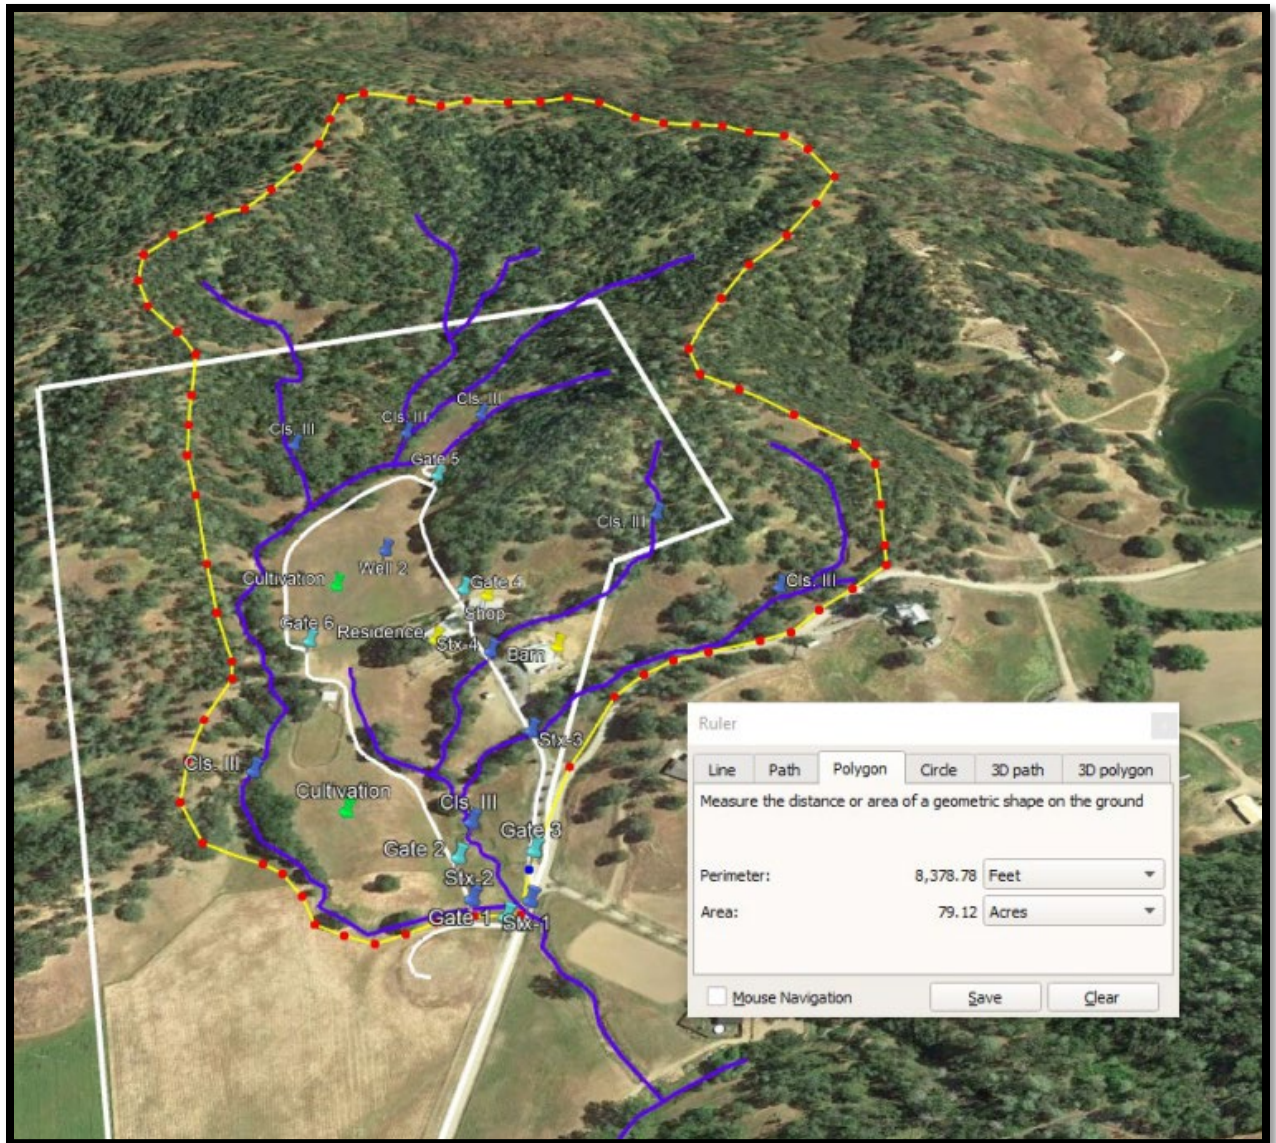 Cls. III
Cls. III
Cls. III
Gate 5
Cls. III
Well 2
Cultivation
Gate 4
Cls. III
Shop
Gate 6
Residence
Stx-4
Barn
Stx-3
Cls. III
Cultivation
Cls. III
Gate 3
Gate 2
Stx-2
Gate 1
Stx-1
Ruler
Line Path Polygon Circle 3D path 3D polygon
Measure the distance or area of a geometric shape on the ground
Perimeter: 8,378.78 Feet
Area: 79.12 Acres
Mouse Navigation Save Clear